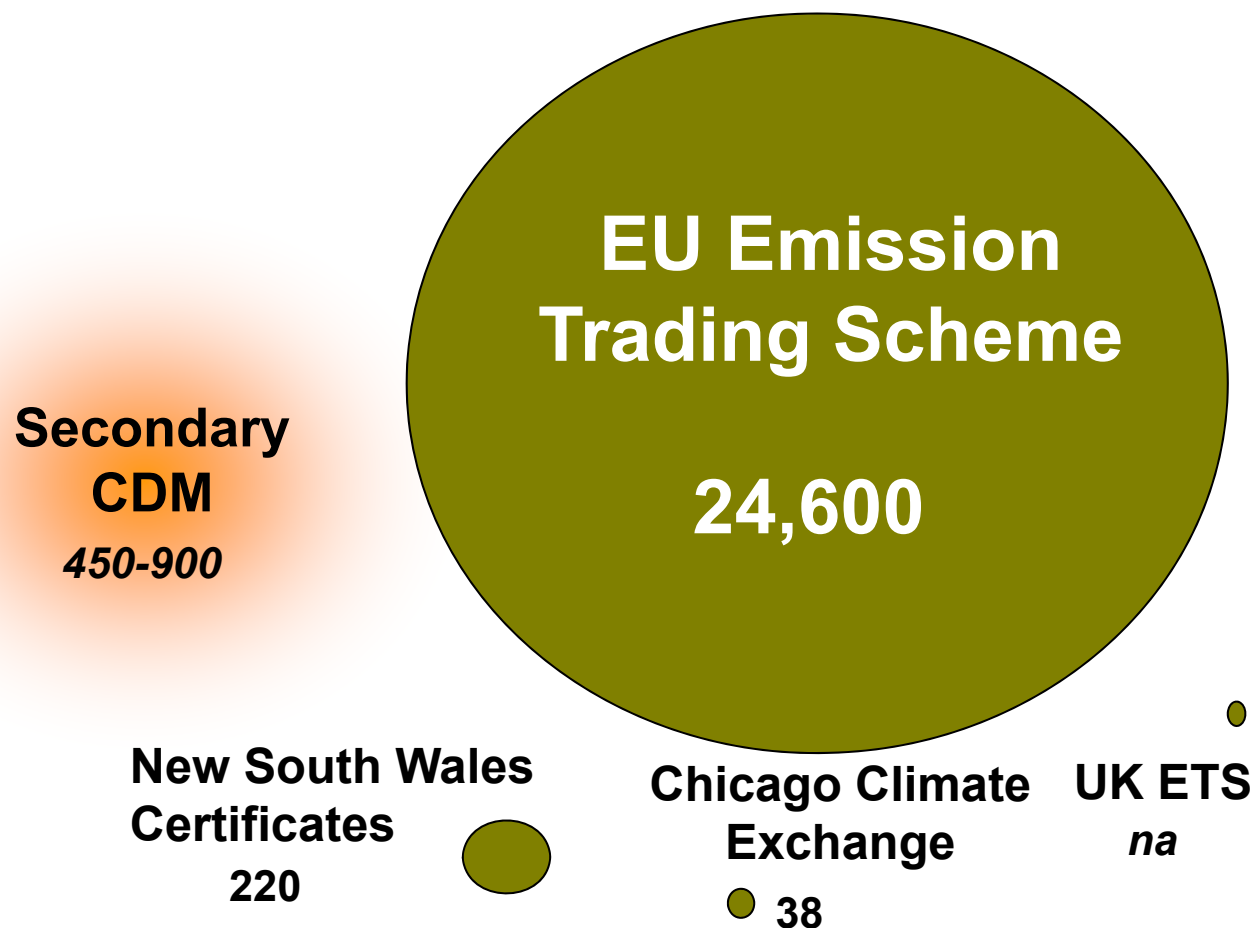 EU Emission
Trading Scheme
24,600
Secondary
CDM
450-900
New South Wales
Certificates
220
Chicago Climate
Exchange
38
UK ETS
na